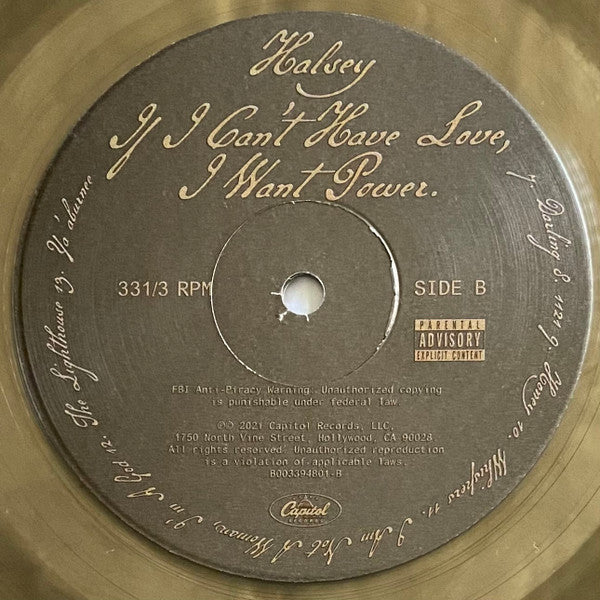 Halsey
If I Can't Have Love,
I Want Power.
331/3 RPM
SIDE B
PARENTAL
ADVISORY
EXPLICIT CONTENT
7. Darling 8. 1121 9. Honey 10. Whispers 11. I Am Not A Woman, I'm A God 12. The Lighthouse 13. Ya'aburnee
FBI Anti-Piracy Warning: Unauthorized copying
is punishable under federal law.
℗© 2021 Capitol Records, LLC,
1750 North Vine Street, Hollywood, CA 90028
All rights reserved. Unauthorized reproduction
is a violation of applicable laws.
B003394801-B
Capitol
RECORDS